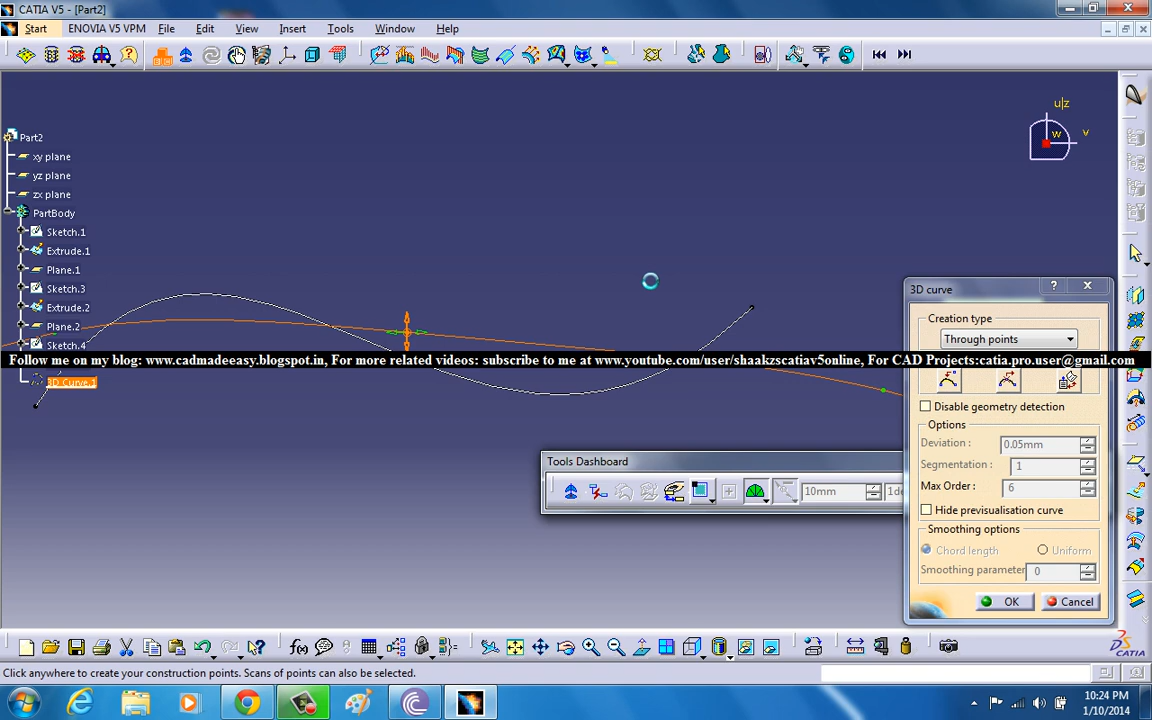 CATIA V5 - [Part2]
Start ENOVIA V5 VPM File Edit View Insert Tools Window Help
u|z
v
w
Part2
xy plane
yz plane
zx plane
PartBody
Sketch.1
Extrude.1
Plane.1
Sketch.3
Extrude.2
Plane.2
Sketch.4
3D Curve.1
Follow me on my blog: www.cadmadeeasy.blogspot.in, For more related videos: subscribe to me at www.youtube.com/user/shaakzscatiav5online, For CAD Projects:catia.pro.user@gmail.com
3D curve
Creation type
Through points
Disable geometry detection
Options
Deviation : 0.05mm
Segmentation : 1
Max Order : 6
Hide previsualisation curve
Smoothing options
Chord length Uniform
Smoothing parameter 0
OK Cancel
Tools Dashboard
10mm 1de
f(x)
CATIA
Click anywhere to create your construction points. Scans of points can also be selected.
10:24 PM
1/10/2014